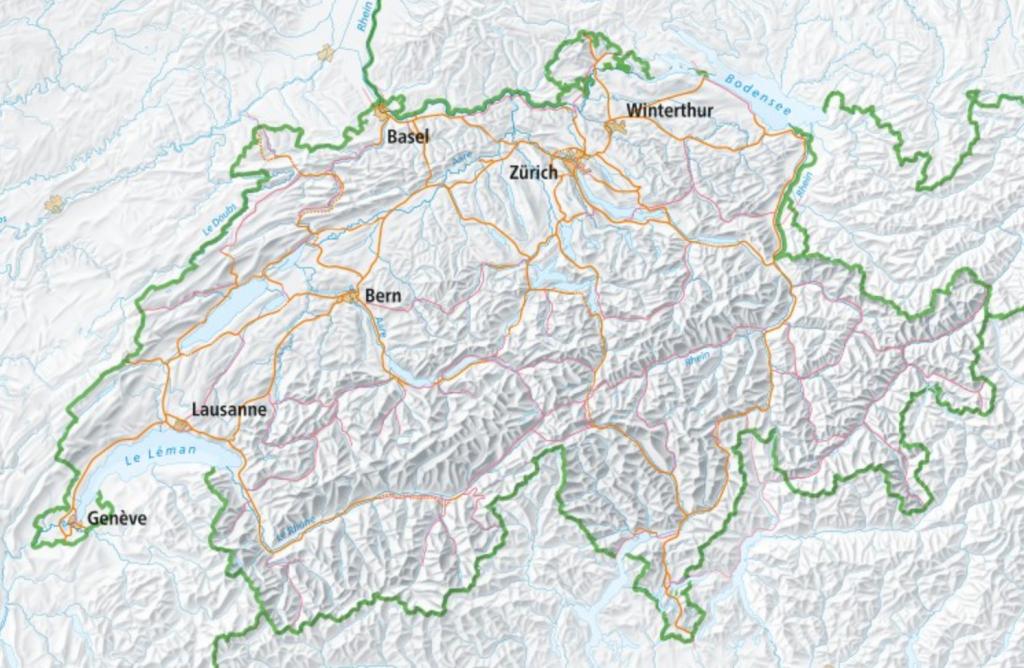 Rhein
Bodensee
Winterthur
Basel
Aare
Zürich
Rhein
Le Doubs
Bern
Aare
Rhein
Lausanne
Le Léman
Genève
Le Rhône